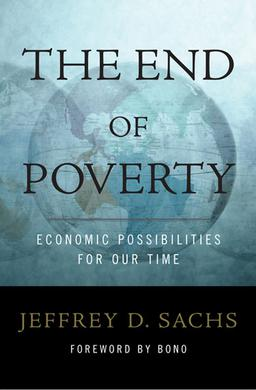 THE END
OF
POVERTY
ECONOMIC POSSIBILITIES
FOR OUR TIME
JEFFREY D. SACHS
FOREWORD BY BONO